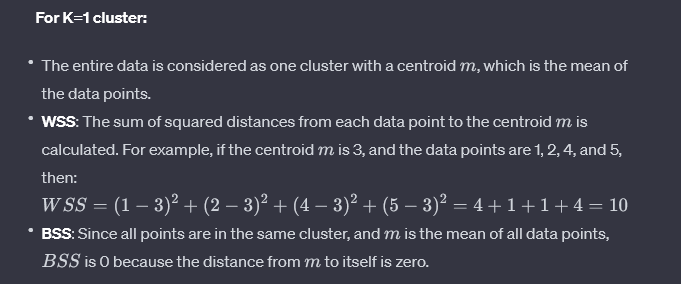 For K=1 cluster:
• The entire data is considered as one cluster with a centroid m, which is the mean of
the data points.
• WSS: The sum of squared distances from each data point to the centroid m is
calculated. For example, if the centroid m is 3, and the data points are 1, 2, 4, and 5,
then:
WSS = (1 − 3)² + (2 − 3)² + (4 − 3)² + (5 − 3)² = 4 + 1 + 1 + 4 = 10
• BSS: Since all points are in the same cluster, and m is the mean of all data points,
BSS is 0 because the distance from m to itself is zero.